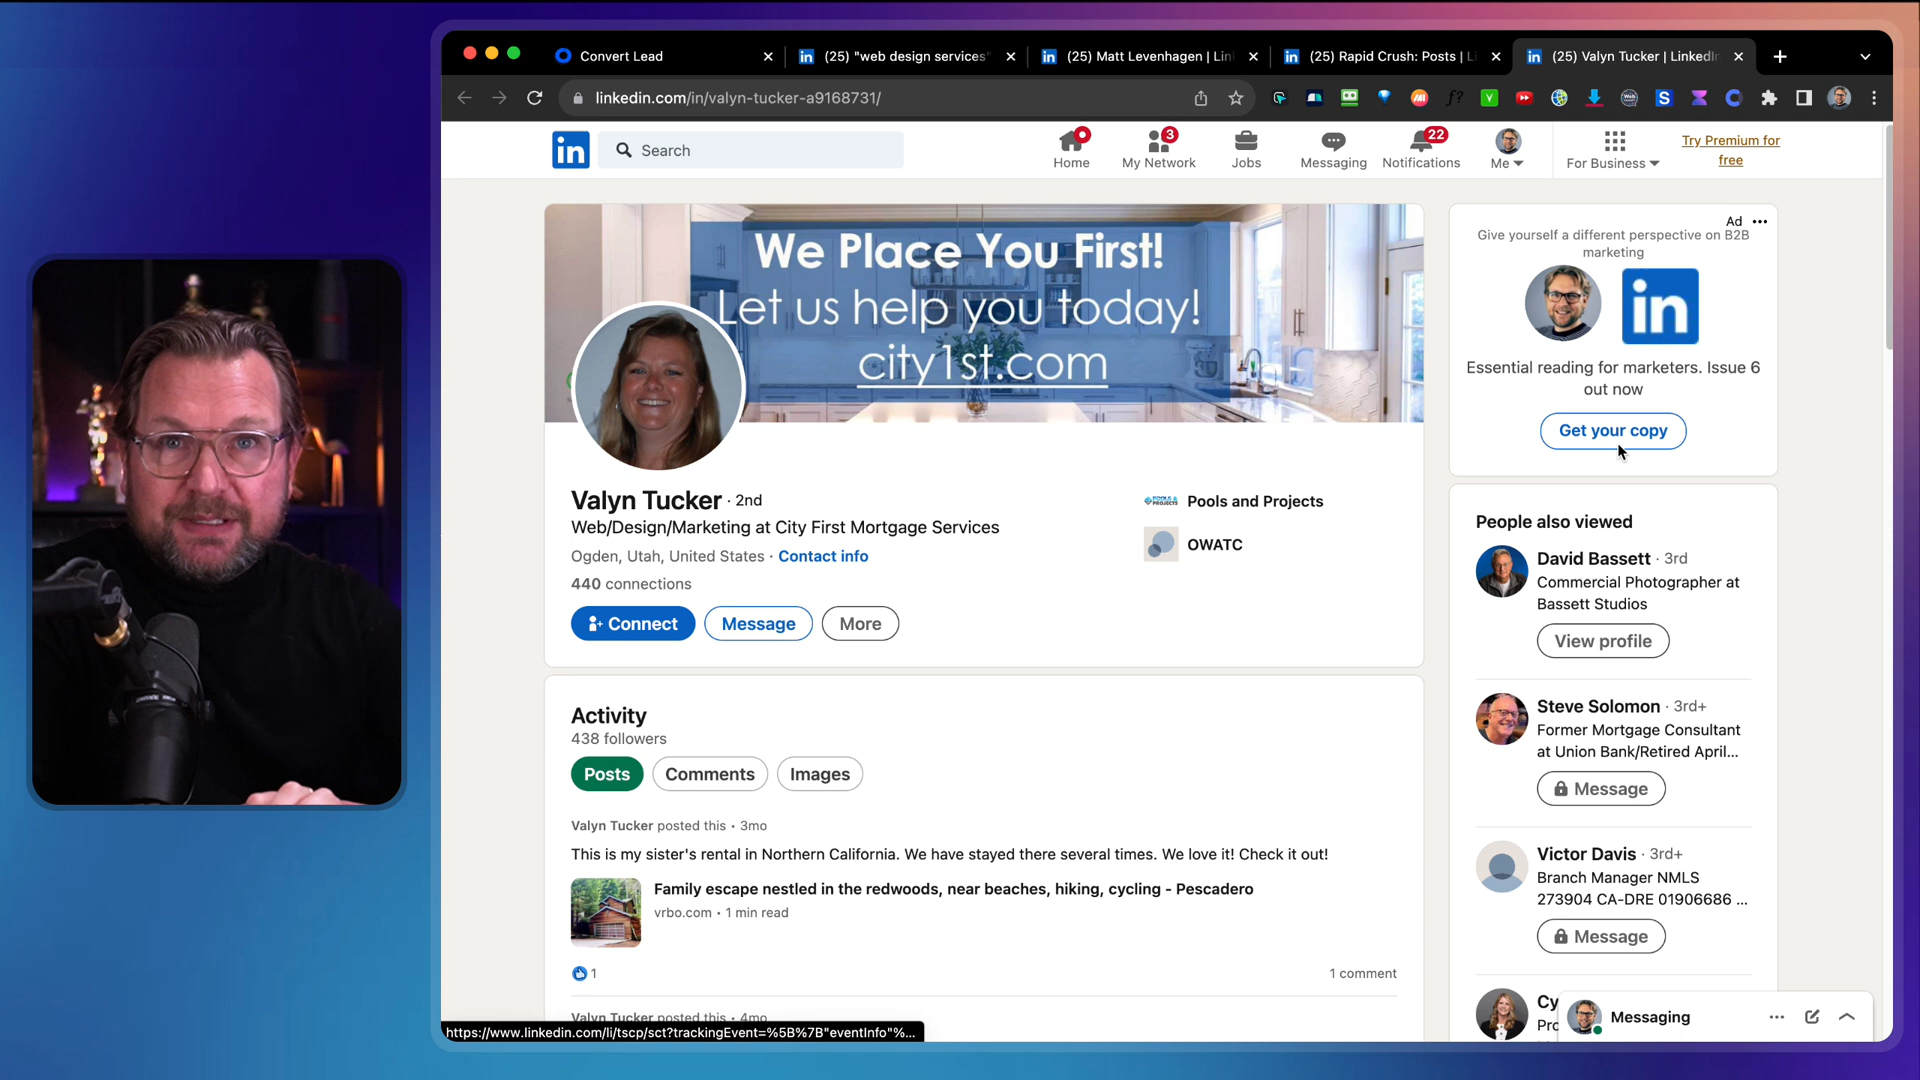 Convert Lead
(25) "web design services"
(25) Matt Levenhagen | Lin
(25) Rapid Crush: Posts | L
(25) Valyn Tucker | LinkedIn
linkedin.com/in/valyn-tucker-a9168731/
in
Search
Home
3
My Network
Jobs
Messaging
22
Notifications
Me
For Business
Try Premium for
free
We Place You First!
Let us help you today!
city1st.com
Valyn Tucker · 2nd
Web/Design/Marketing at City First Mortgage Services
Ogden, Utah, United States · Contact info
440 connections
Connect
Message
More
Pools and Projects
OWATC
Activity
438 followers
Posts
Comments
Images
Valyn Tucker posted this • 3mo
This is my sister's rental in Northern California. We have stayed there several times. We love it! Check it out!
Family escape nestled in the redwoods, near beaches, hiking, cycling - Pescadero
vrbo.com • 1 min read
1
1 comment
Valyn Tucker posted this • 4mo
https://www.linkedin.com/li/tscp/sct?trackingEvent=%5B%7B"eventInfo"%...
Ad
Give yourself a different perspective on B2B
marketing
in
Essential reading for marketers. Issue 6
out now
Get your copy
People also viewed
David Bassett · 3rd
Commercial Photographer at
Bassett Studios
View profile
Steve Solomon · 3rd+
Former Mortgage Consultant
at Union Bank/Retired April...
Message
Victor Davis · 3rd+
Branch Manager NMLS
273904 CA-DRE 01906686 ...
Message
Cy
Pro
Messaging